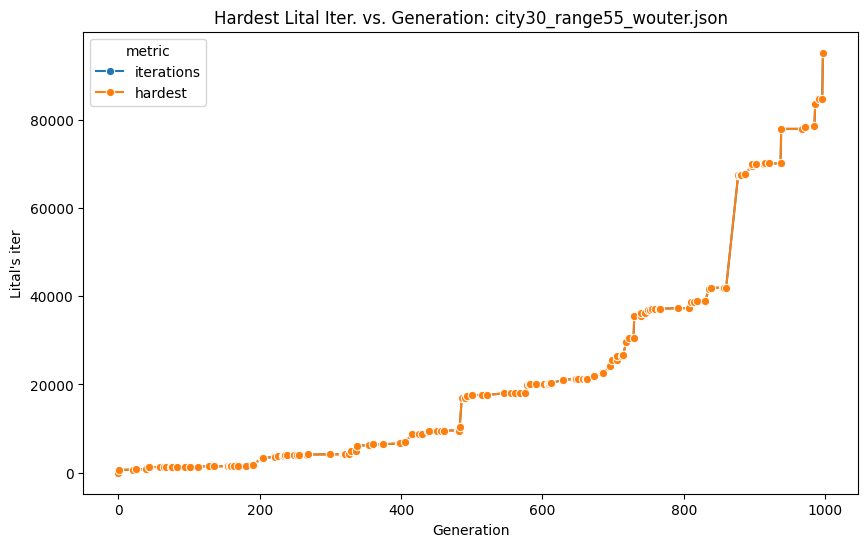 Hardest Lital Iter. vs. Generation: city30_range55_wouter.json
metric
iterations
hardest
Lital's iter
80000
60000
40000
20000
0
0 200 400 600 800 1000
Generation